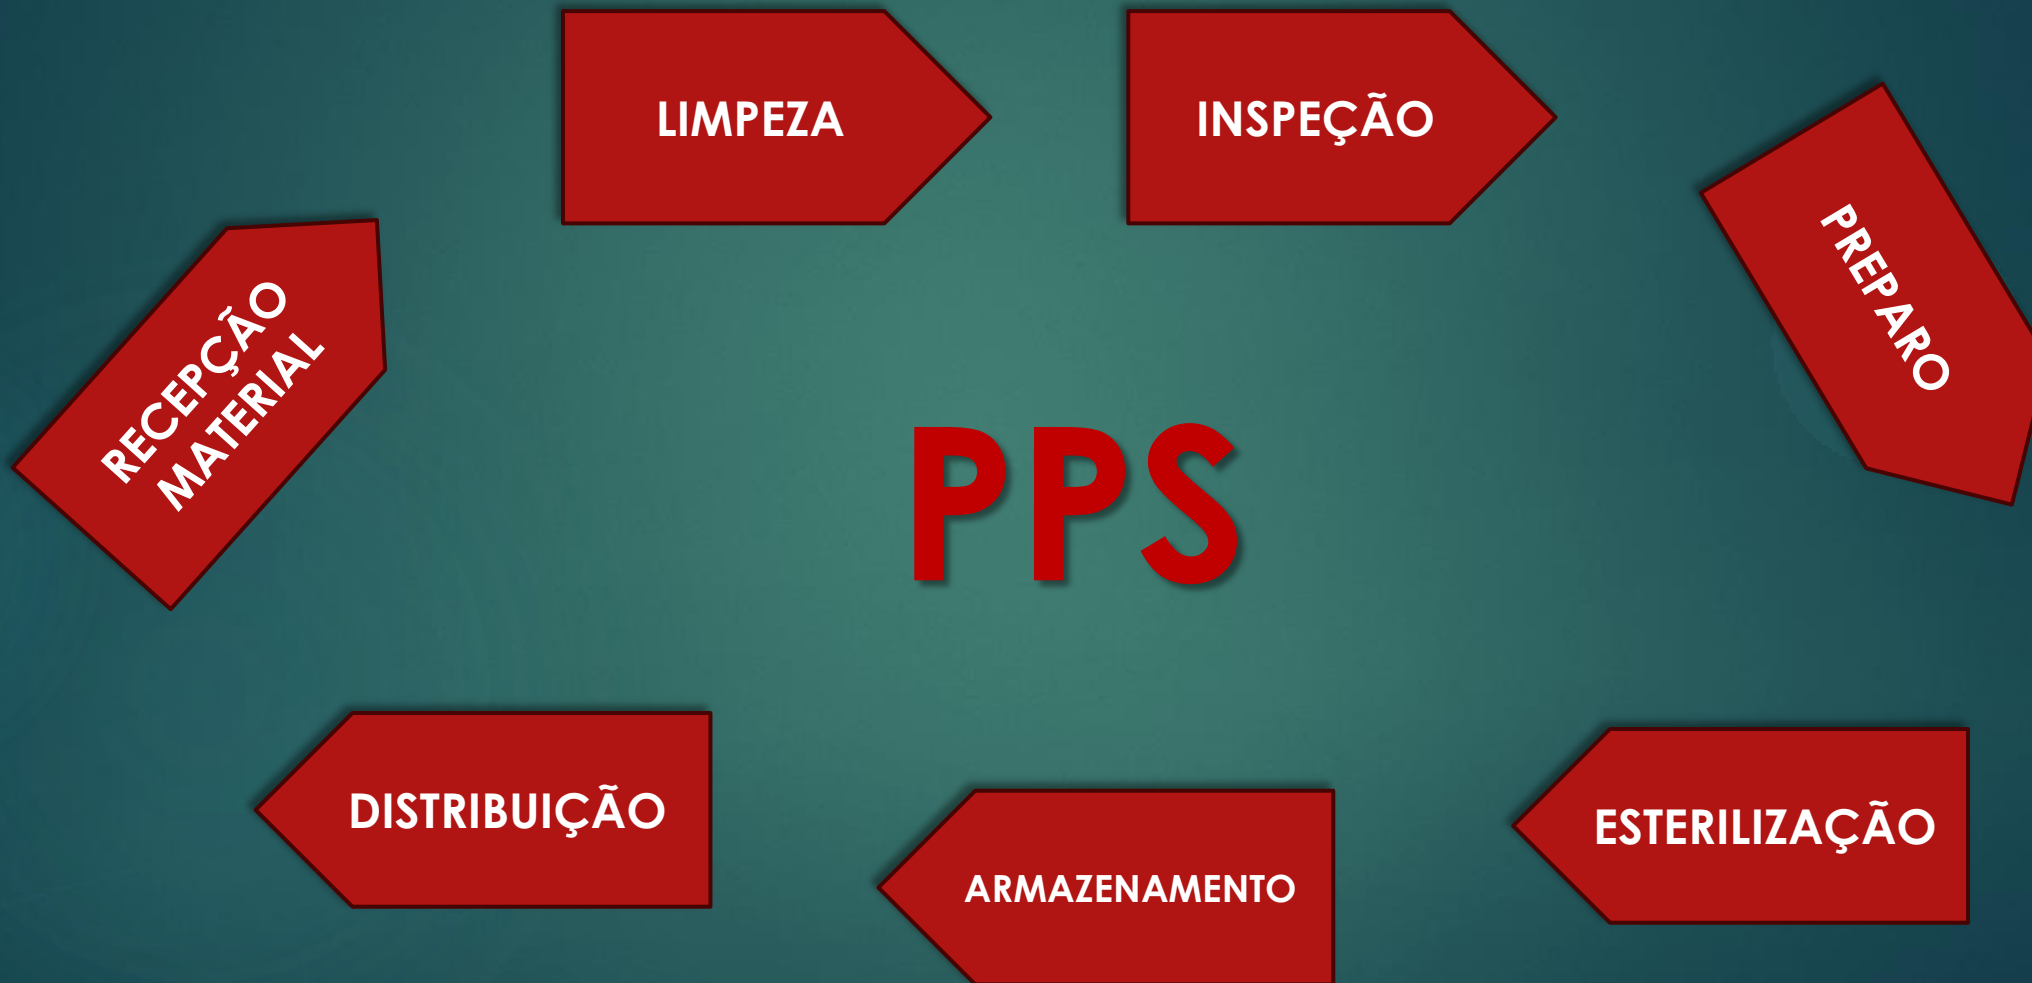 LIMPEZA
INSPEÇÃO
PREPARO
RECEPÇÃO
MATERIAL
PPS
DISTRIBUIÇÃO
ARMAZENAMENTO
ESTERILIZAÇÃO